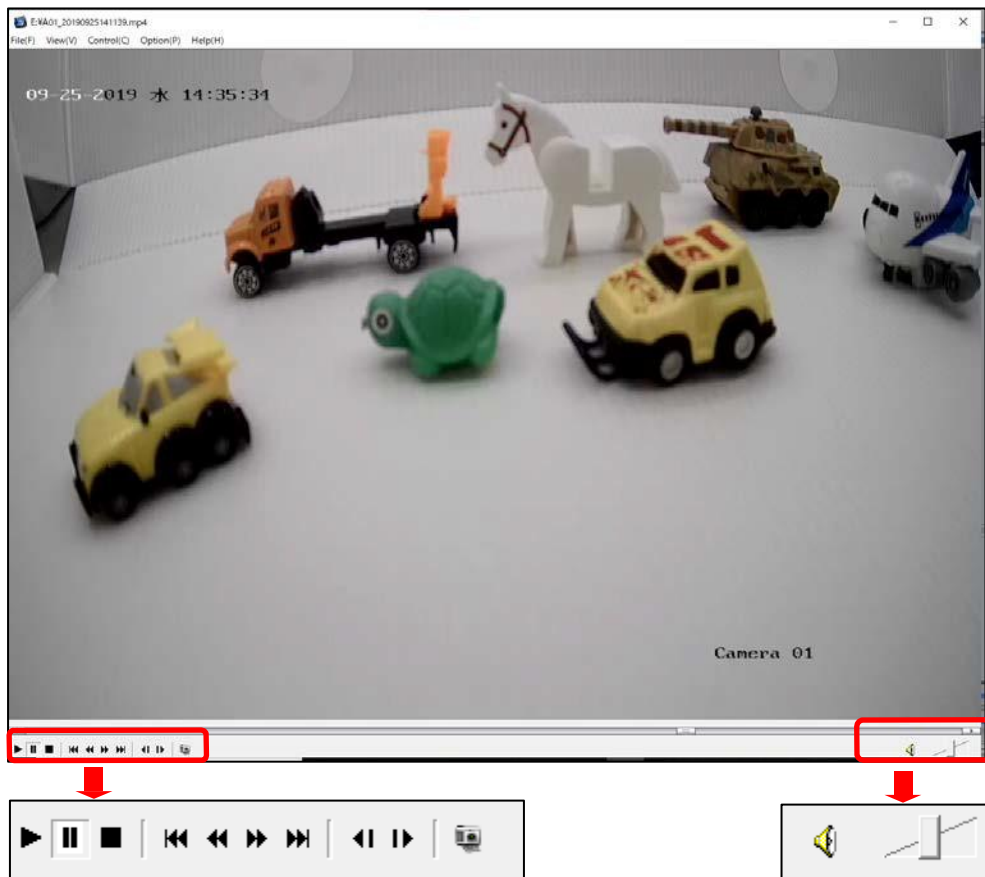 E:¥A01_20190925141139.mp4
File(F) View(V) Control(C) Option(P) Help(H)
09-25-2019 水 14:35:34
Camera 01